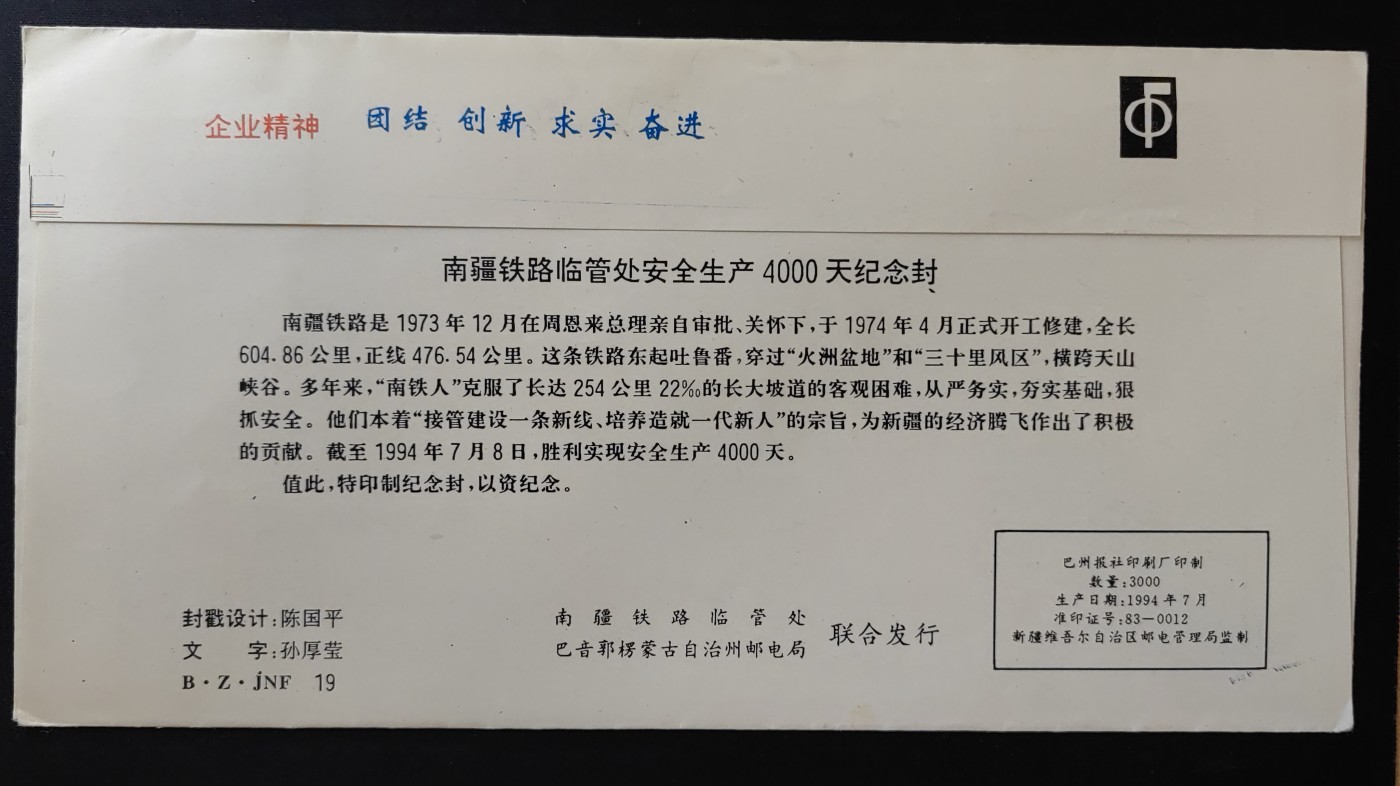 企业精神 团结 创新 求实 奋进
南疆铁路临管处安全生产4000天纪念封
南疆铁路是1973年12月在周恩来总理亲自审批、关怀下,于1974年4月正式开工修建,全长
604.86公里,正线476.54公里。这条铁路东起吐鲁番,穿过“火洲盆地”和“三十里风区”,横跨天山
峡谷。多年来,“南铁人”克服了长达254公里22‰的长大坡道的客观困难,从严务实,夯实基础,狠
抓安全。他们本着“接管建设一条新线、培养造就一代新人”的宗旨,为新疆的经济腾飞作出了积极
的贡献。截至1994年7月8日,胜利实现安全生产4000天。
值此,特印制纪念封,以资纪念。
封戳设计:陈国平
文 字:孙厚莹
B·Z·jNF 19
南疆铁路临管处
巴音郭楞蒙古自治州邮电局
联合发行
巴州报社印刷厂印制
数量:3000
生产日期:1994年7月
准印证号:83—0012
新疆维吾尔自治区邮电管理局监制